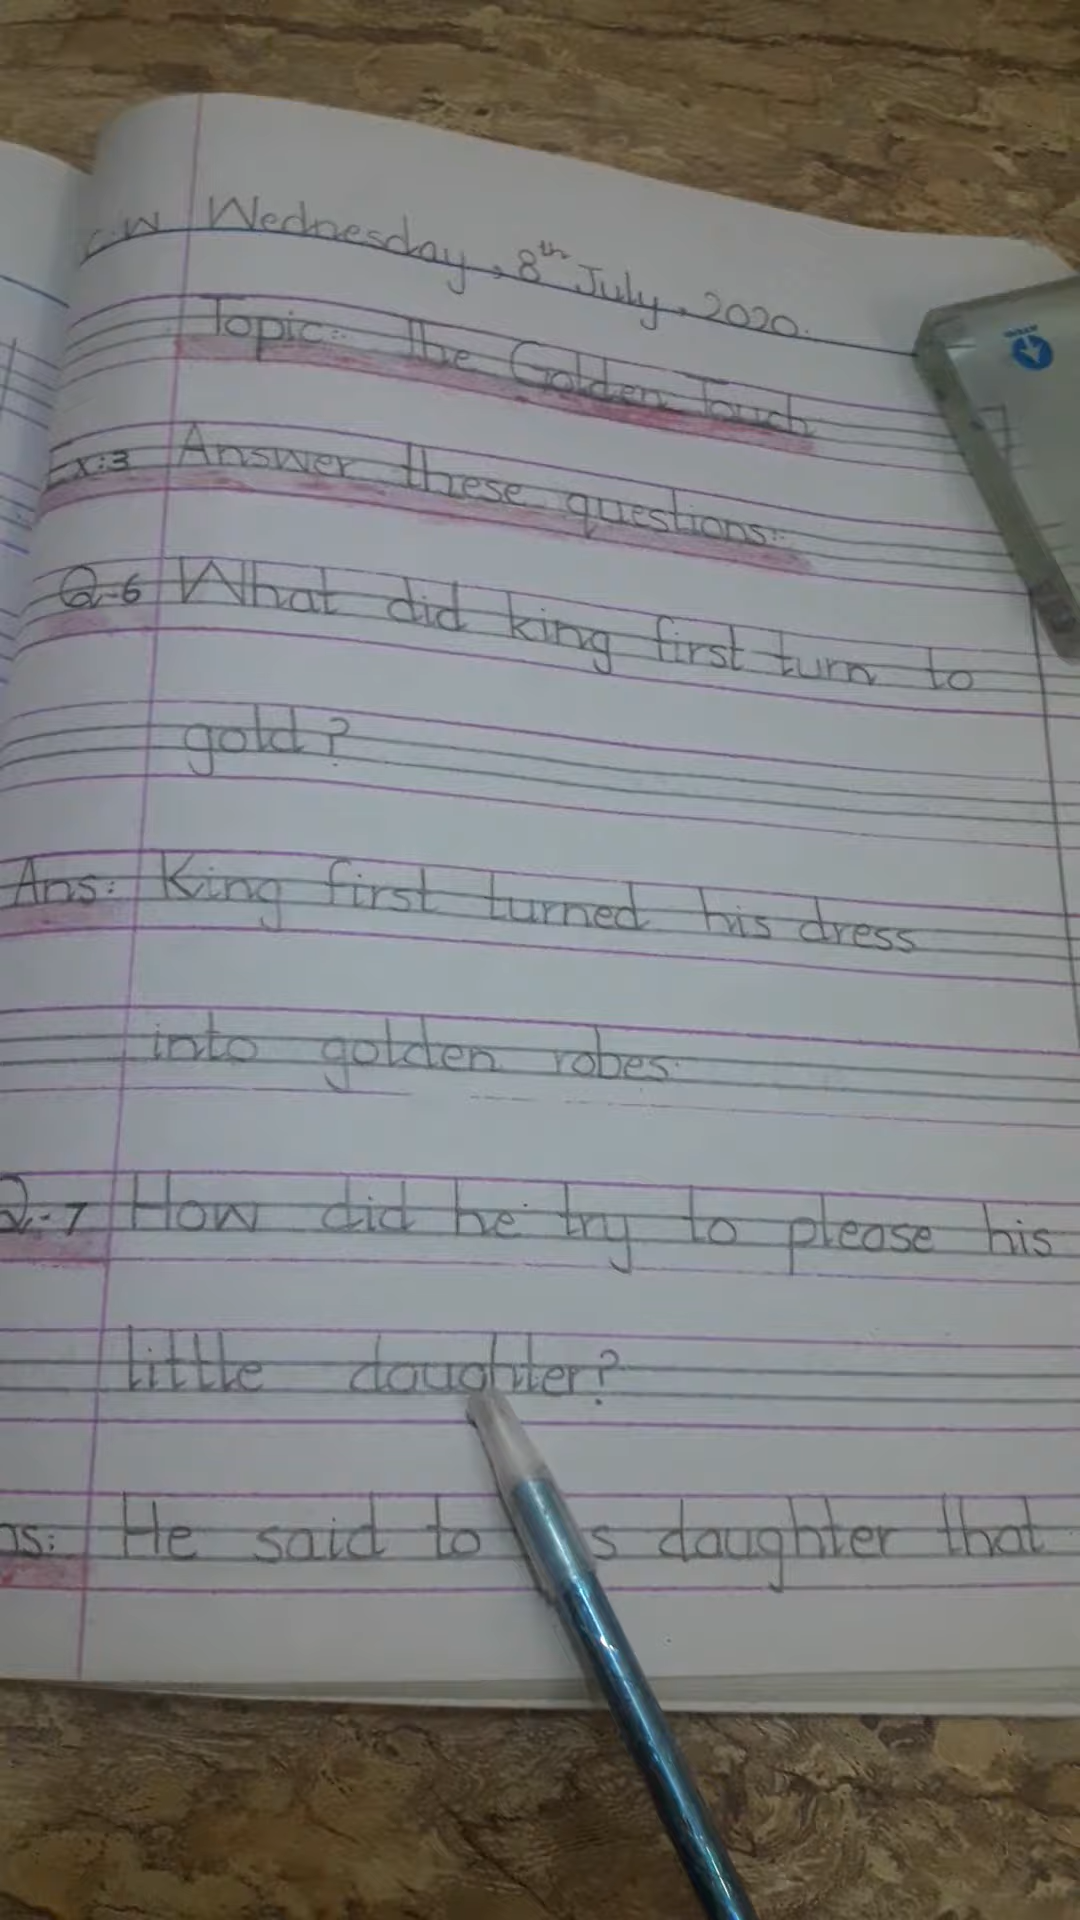 C.W Wednesday, 8th July, 2020.
Topic:- The Golden Touch
Ex:3 Answer these questions:-
Q-6 What did king first turn to
gold?
Ans: King first turned his dress
into golden robes.
Q-7 How did he try to please his
little daughter?
ns: He said to s daughter that